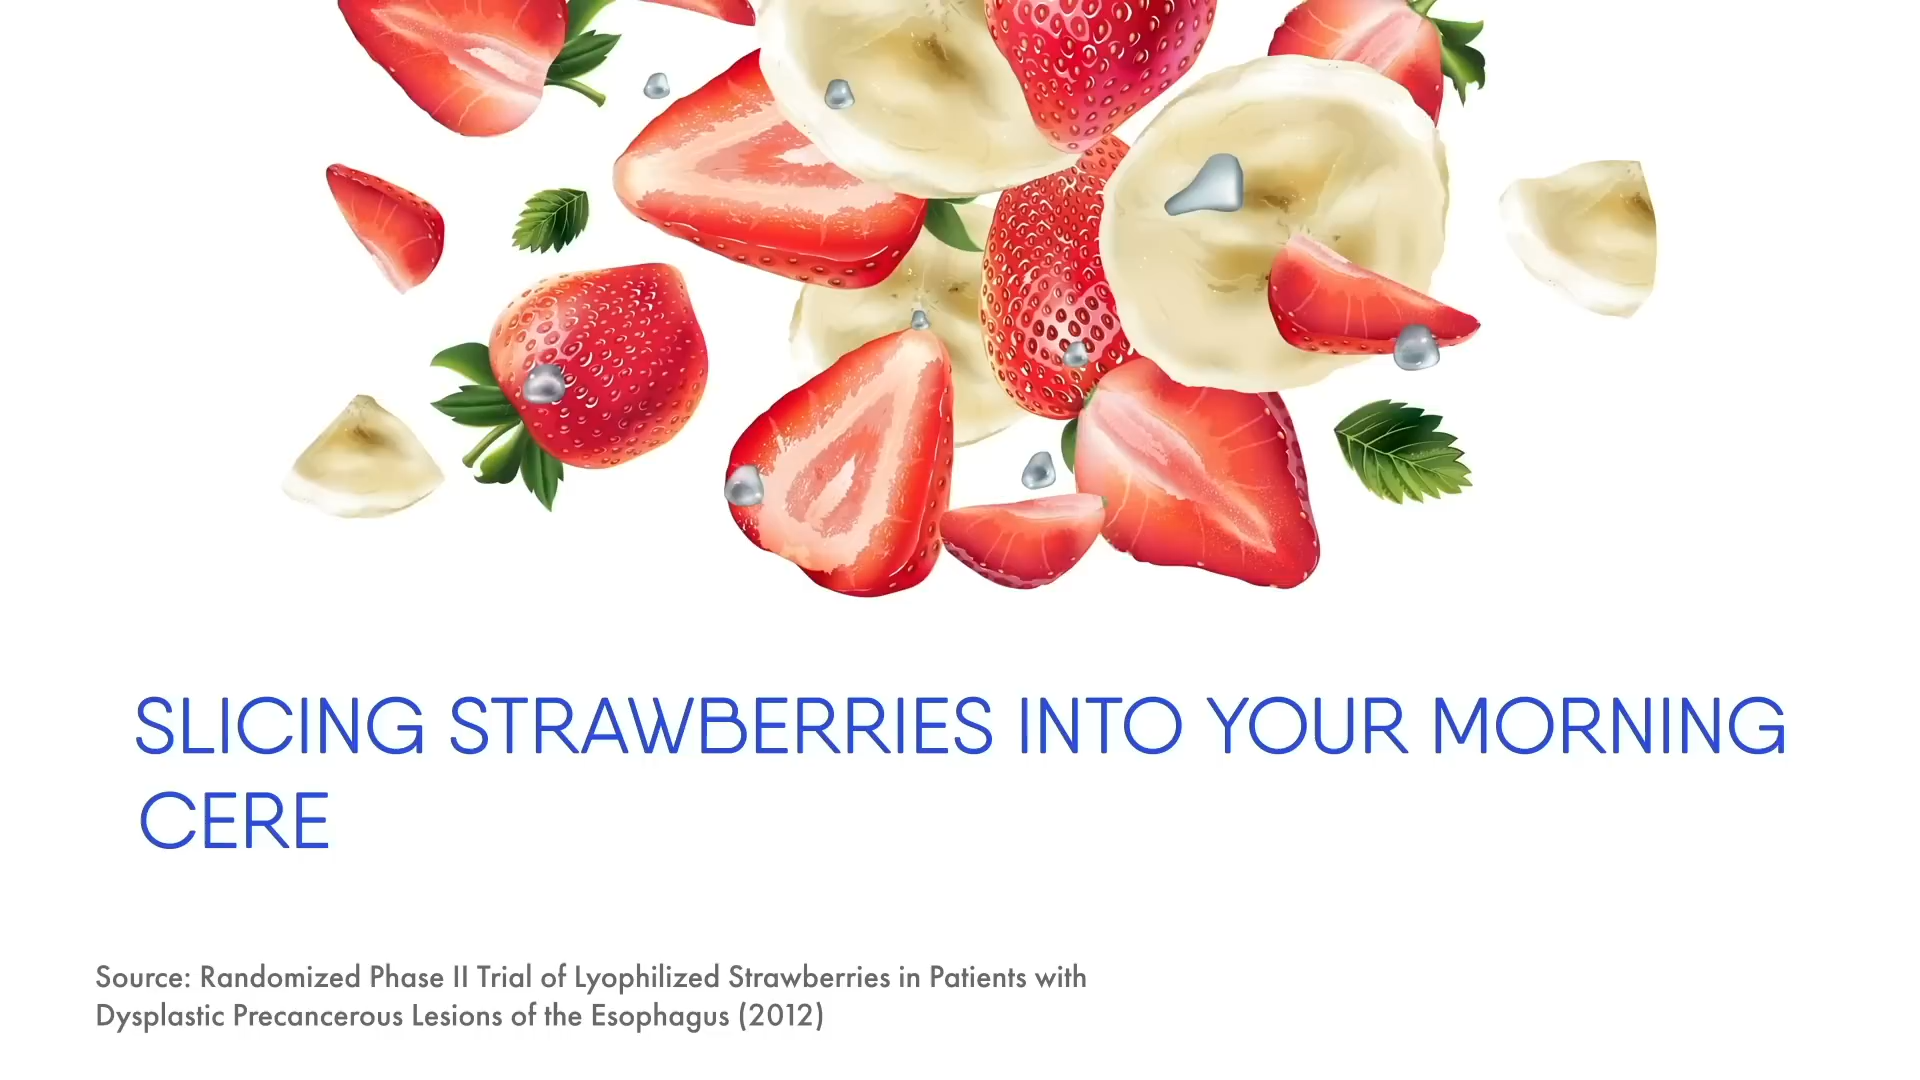 SLICING STRAWBERRIES INTO YOUR MORNING
CERE
Source: Randomized Phase II Trial of Lyophilized Strawberries in Patients with
Dysplastic Precancerous Lesions of the Esophagus (2012)